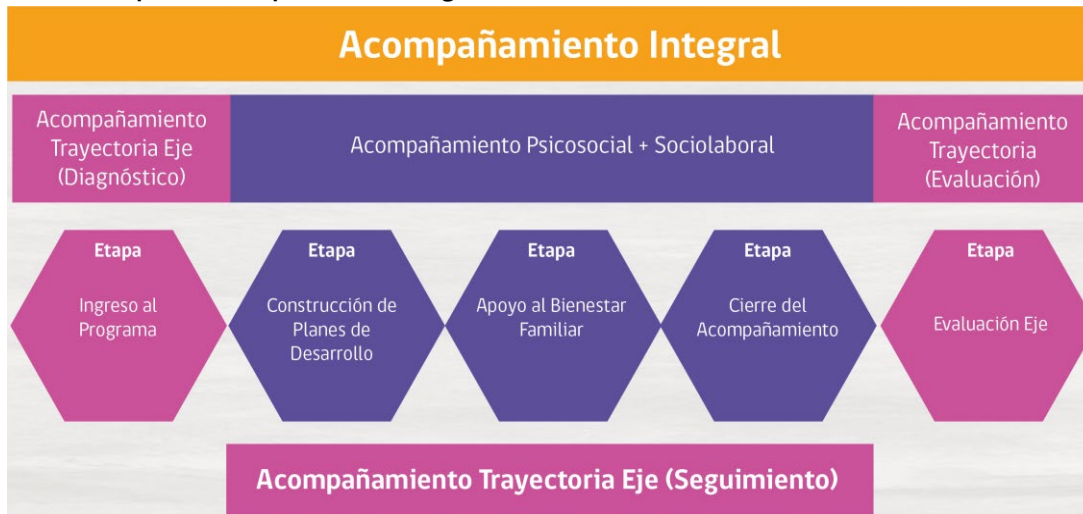 Acompañamiento Integral
Acompañamiento
Trayectoria Eje
(Diagnóstico)
Acompañamiento Psicosocial + Sociolaboral
Acompañamiento
Trayectoria
(Evaluación)
Etapa
Ingreso al
Programa
Etapa
Construcción de
Planes de
Desarrollo
Etapa
Apoyo al Bienestar
Familiar
Etapa
Cierre del
Acompañamiento
Etapa
Evaluación Eje
Acompañamiento Trayectoria Eje (Seguimiento)